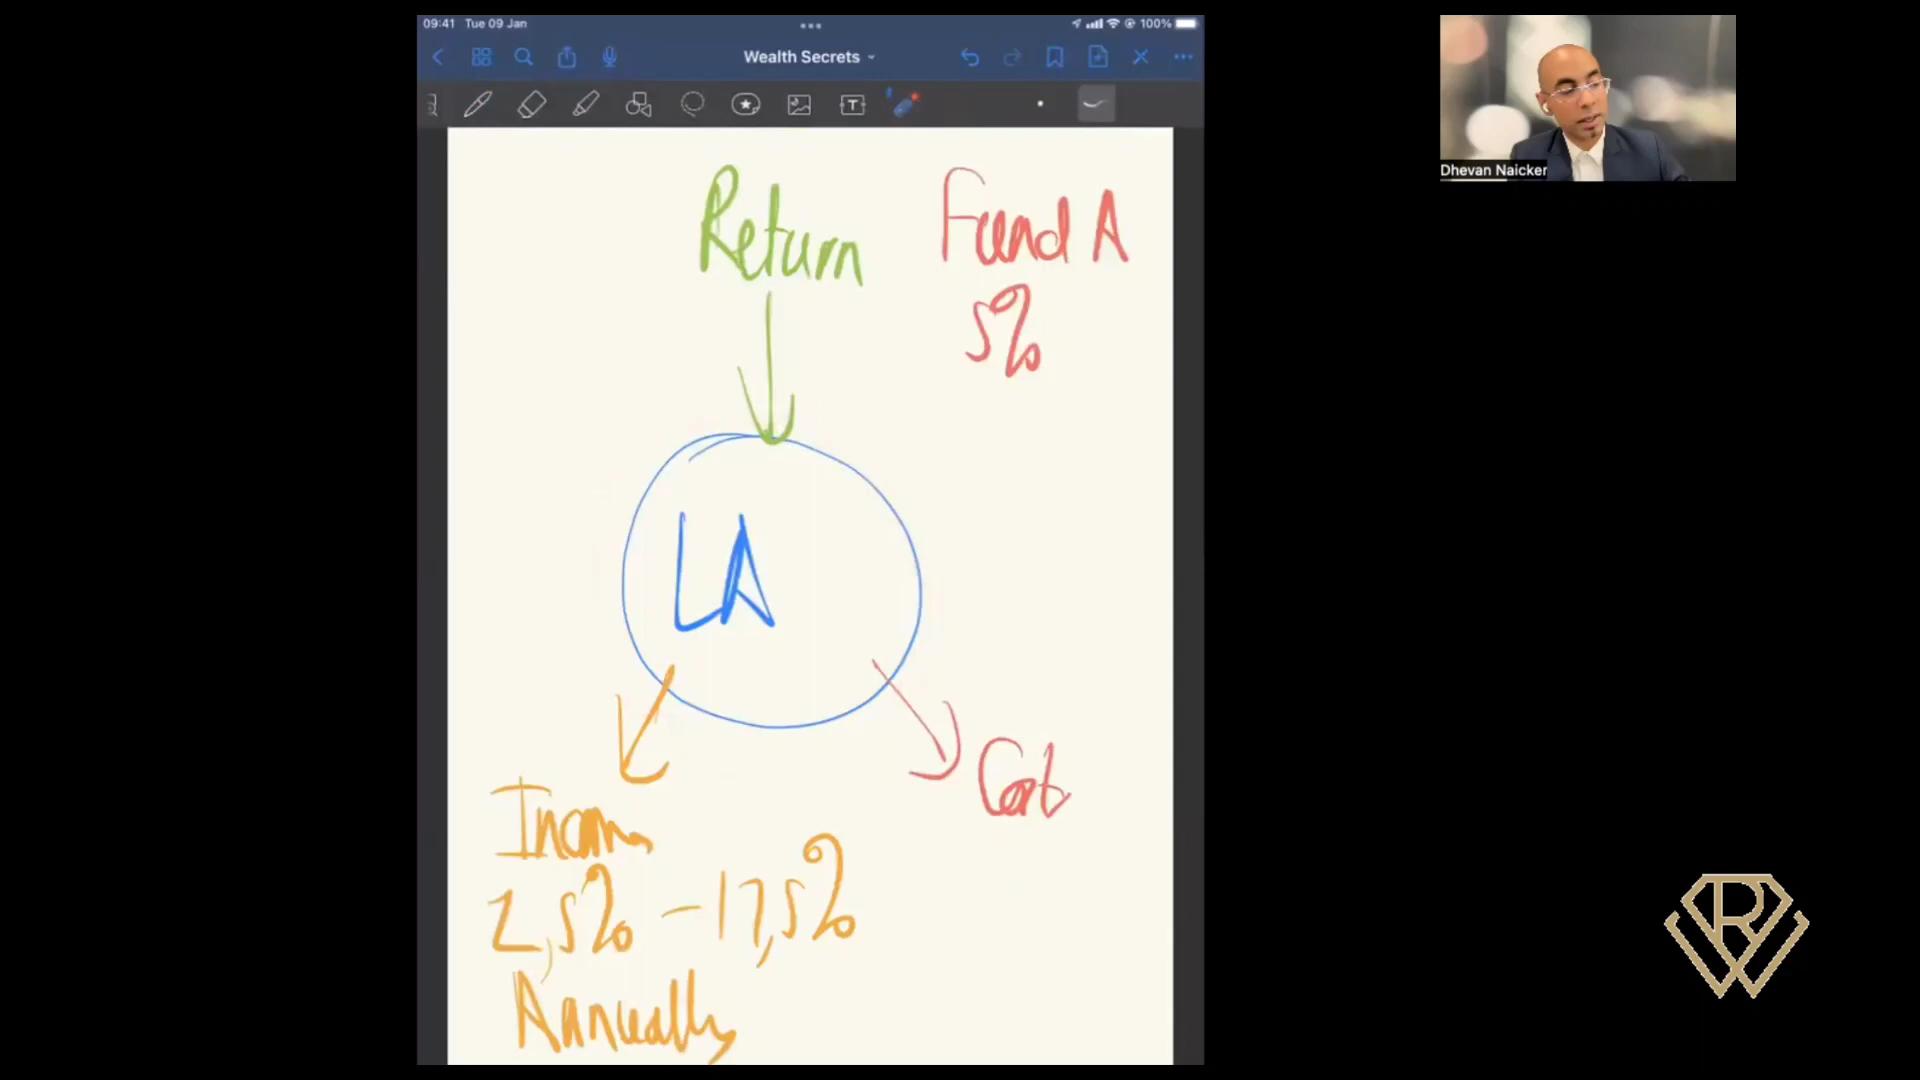 09:41 Tue 09 Jan
100%
Wealth Secrets
T
Dhevan Naicker
Return
Fund A
5%
LA
Cost
Income
2,5% - 17,5%
Annually
RW